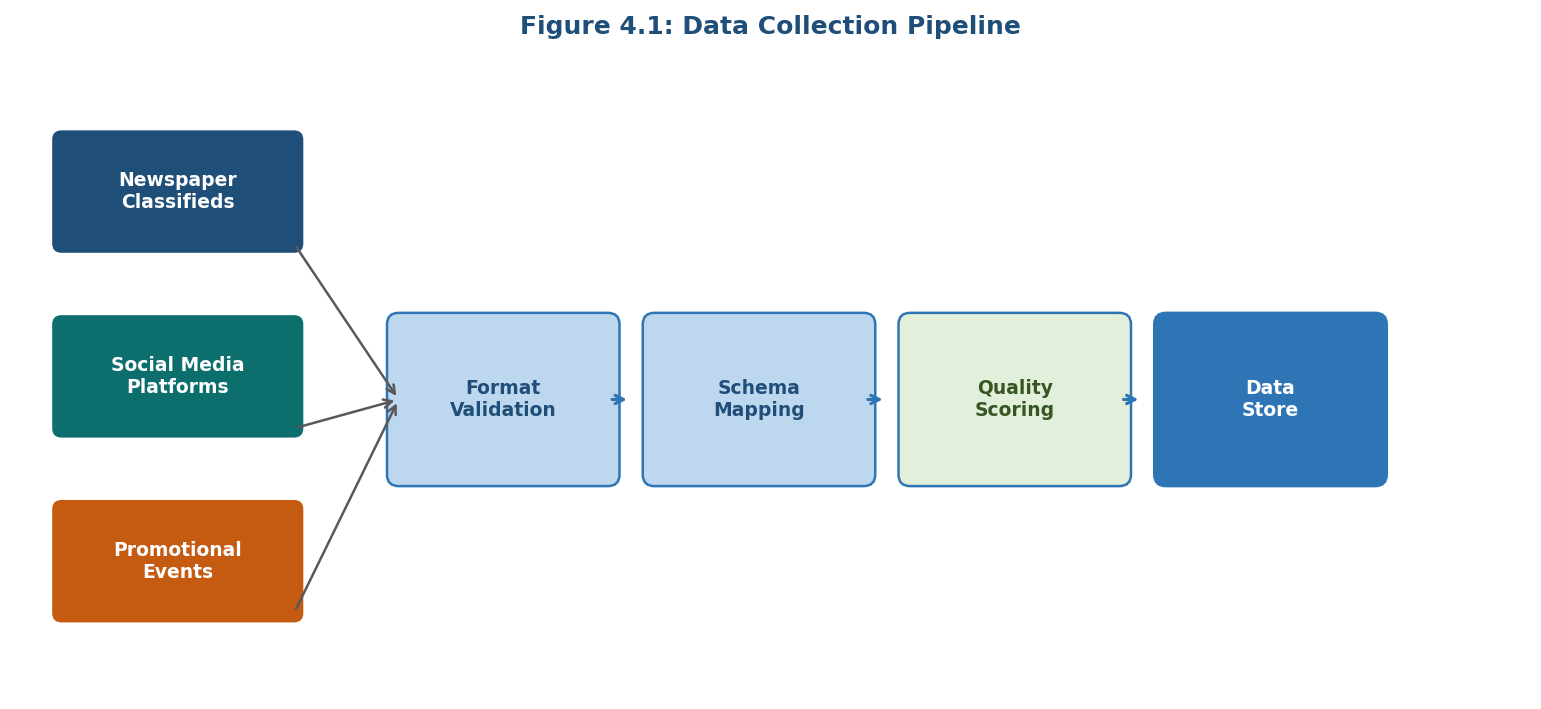 Figure 4.1: Data Collection Pipeline
Newspaper
Classifieds
Social Media
Platforms
Promotional
Events
Format
Validation
Schema
Mapping
Quality
Scoring
Data
Store